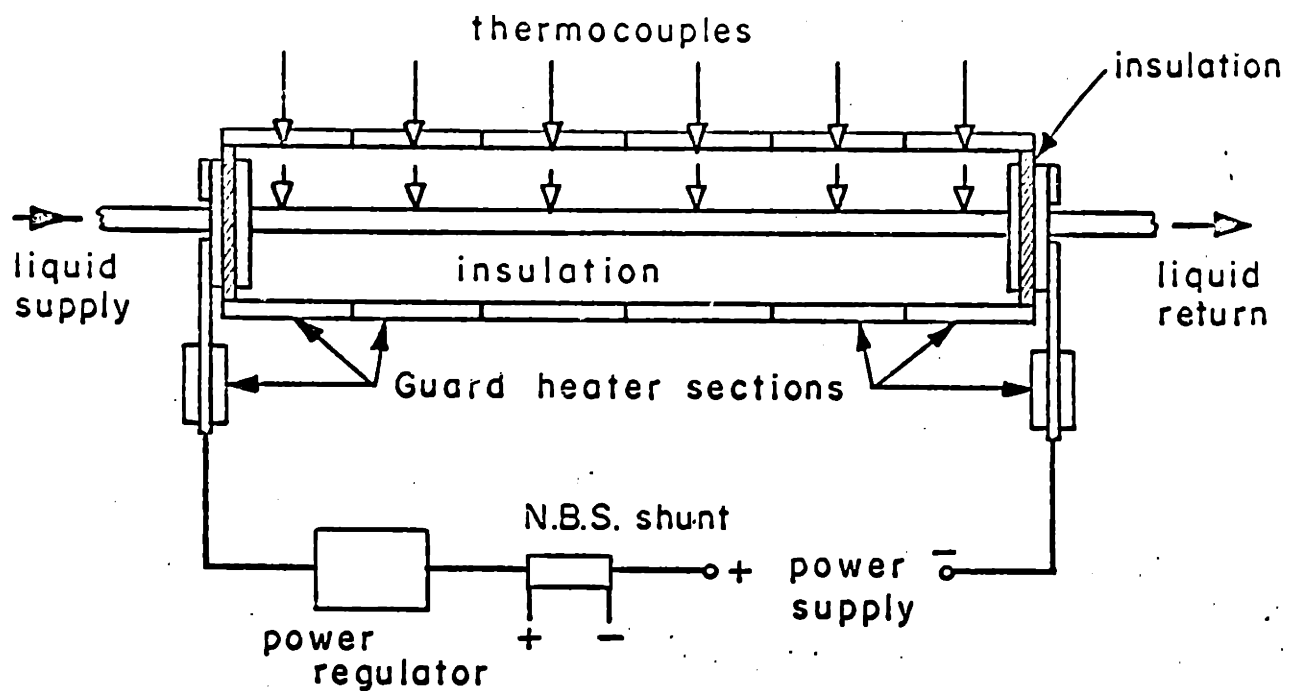 thermocouples
insulation
liquid
supply
insulation
liquid
return
Guard heater sections
N.B.S. shunt
+
power
supply
−
+ −
power
regulator